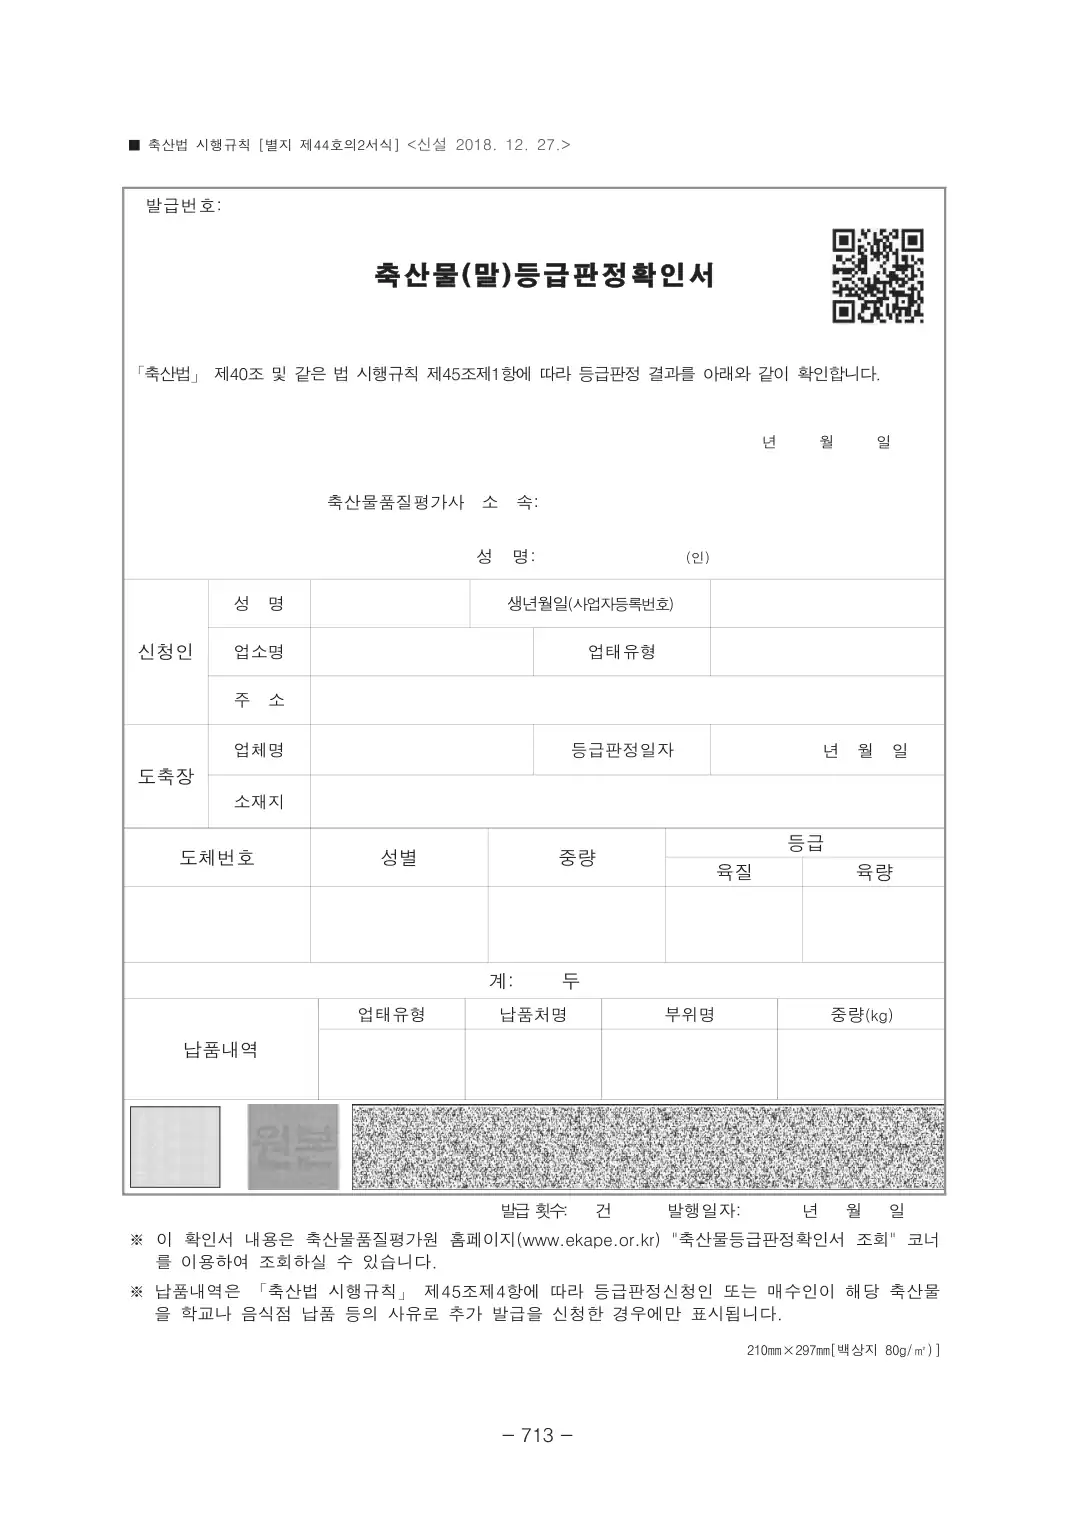 ■ 축산법 시행규칙 [별지 제44호의2서식] <신설 2018. 12. 27.>
발급번호:
축산물(말)등급판정확인서
「축산법」 제40조 및 같은 법 시행규칙 제45조제1항에 따라 등급판정 결과를 아래와 같이 확인합니다.
년 월 일
축산물품질평가사 소 속:
성 명: (인)
신청인
성 명 생년월일(사업자등록번호)
업소명 업태유형
주 소
도축장
업체명 등급판정일자 년 월 일
소재지
도체번호 성별 중량 등급
육질 육량
계: 두
납품내역
업태유형 납품처명 부위명 중량(kg)
원본
발급 횟수: 건 발행일자: 년 월 일
※ 이 확인서 내용은 축산물품질평가원 홈페이지(www.ekape.or.kr) "축산물등급판정확인서 조회" 코너
를 이용하여 조회하실 수 있습니다.
※ 납품내역은 「축산법 시행규칙」 제45조제4항에 따라 등급판정신청인 또는 매수인이 해당 축산물
을 학교나 음식점 납품 등의 사유로 추가 발급을 신청한 경우에만 표시됩니다.
210㎜×297㎜[백상지 80g/㎡)]
- 713 -